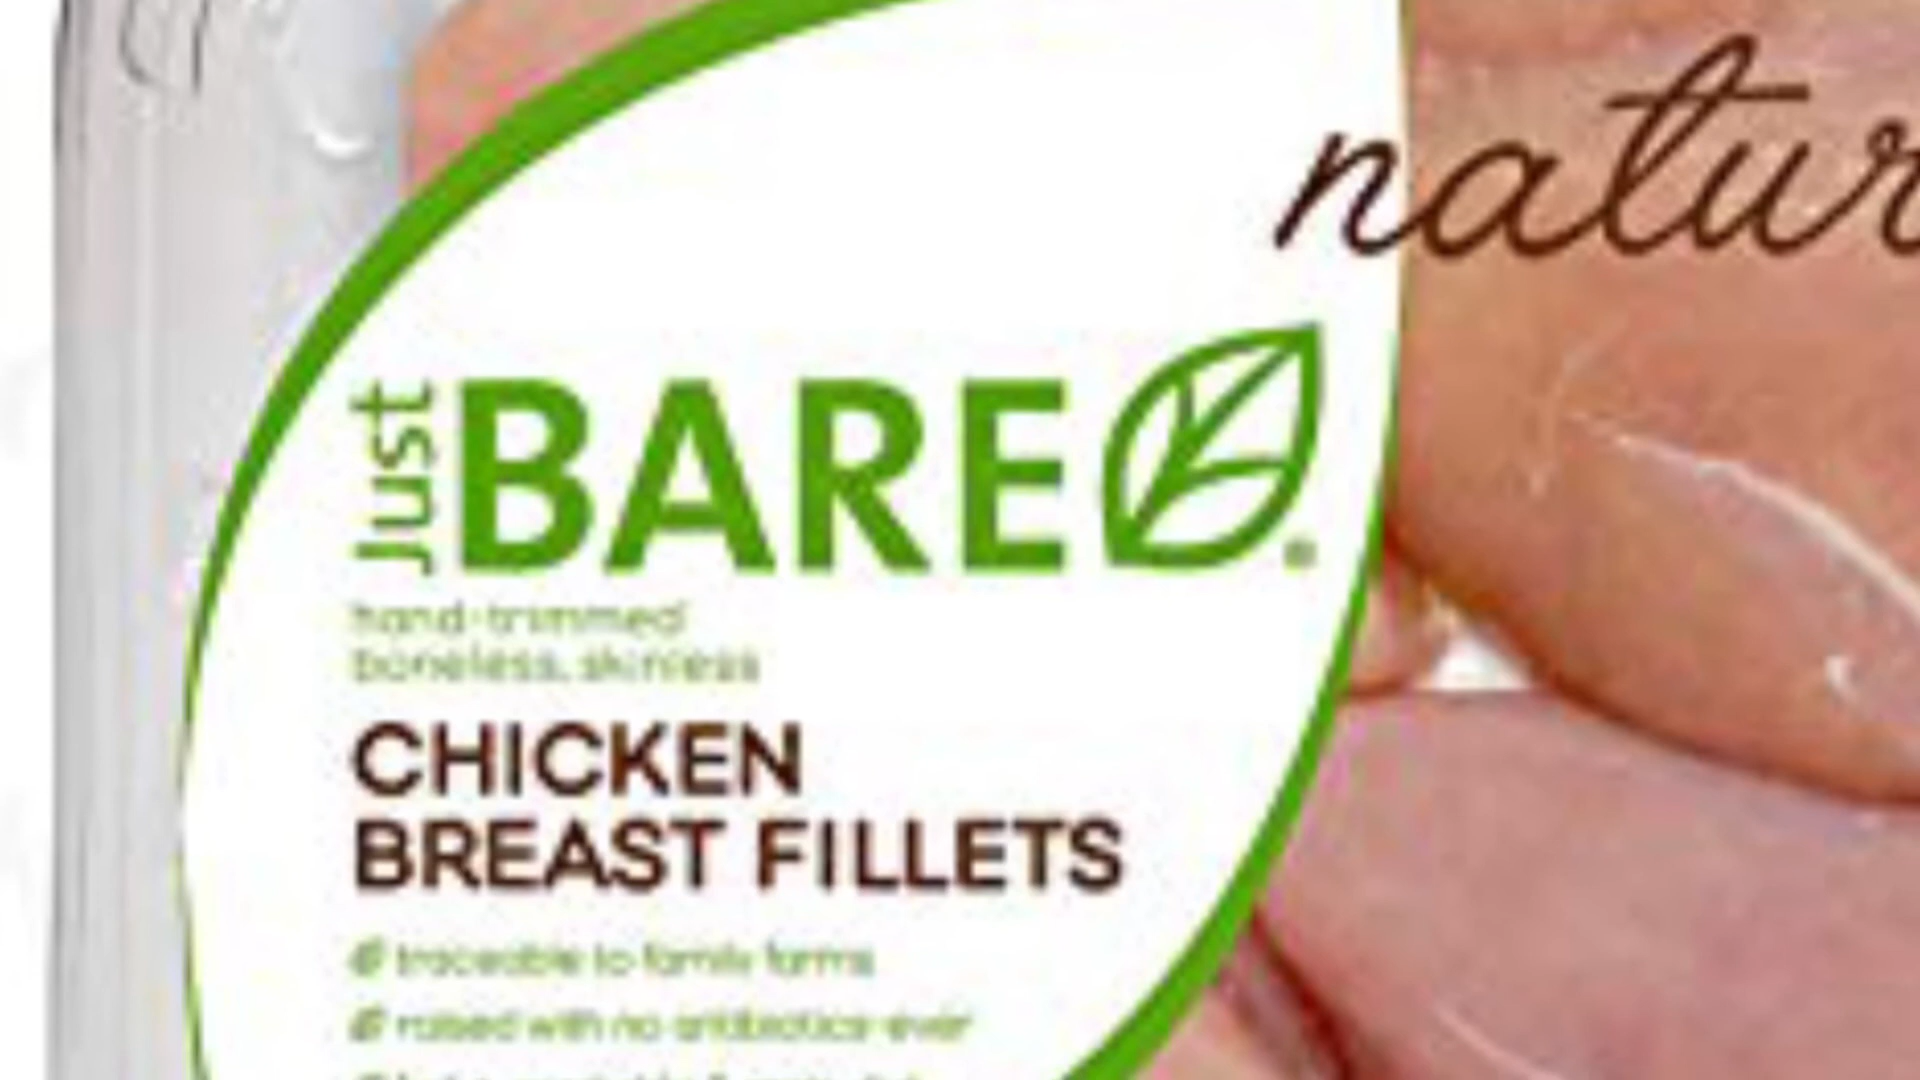 natur
just BARE
hand-trimmed
boneless, skinless
CHICKEN
BREAST FILLETS
traceable to family farms
raised with no antibiotics-ever